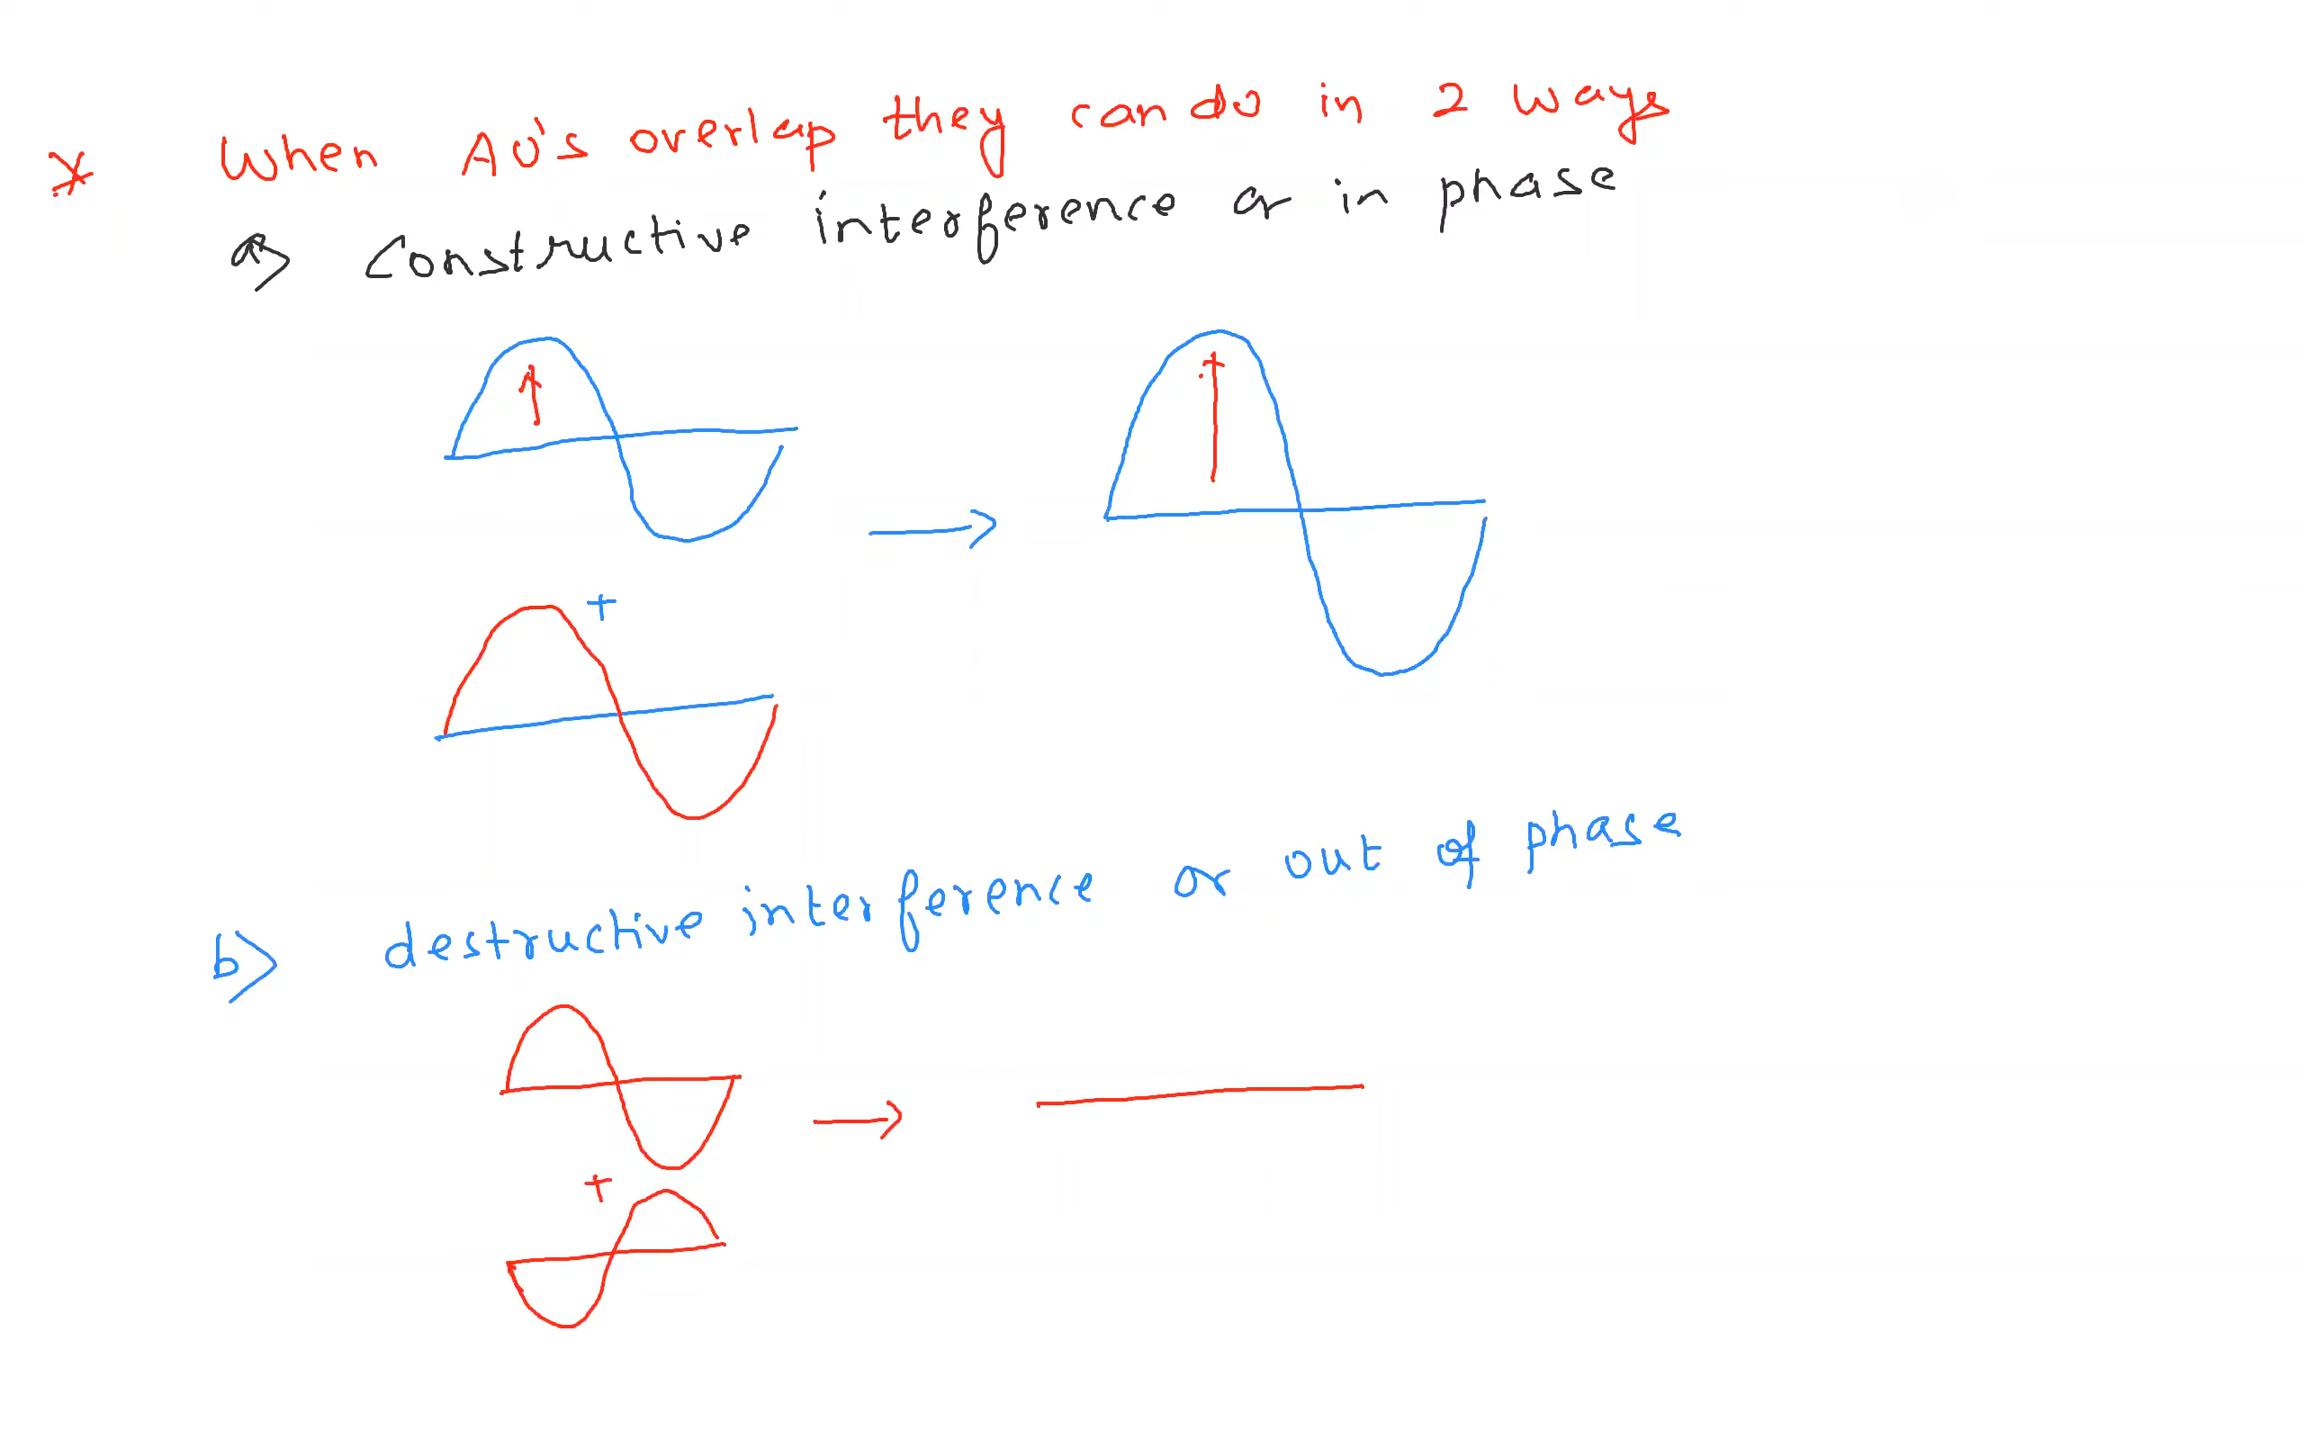 * When AO's overlap they can do in 2 ways
a) Constructive interference or in phase
+
b) destructive interference or out of phase
+